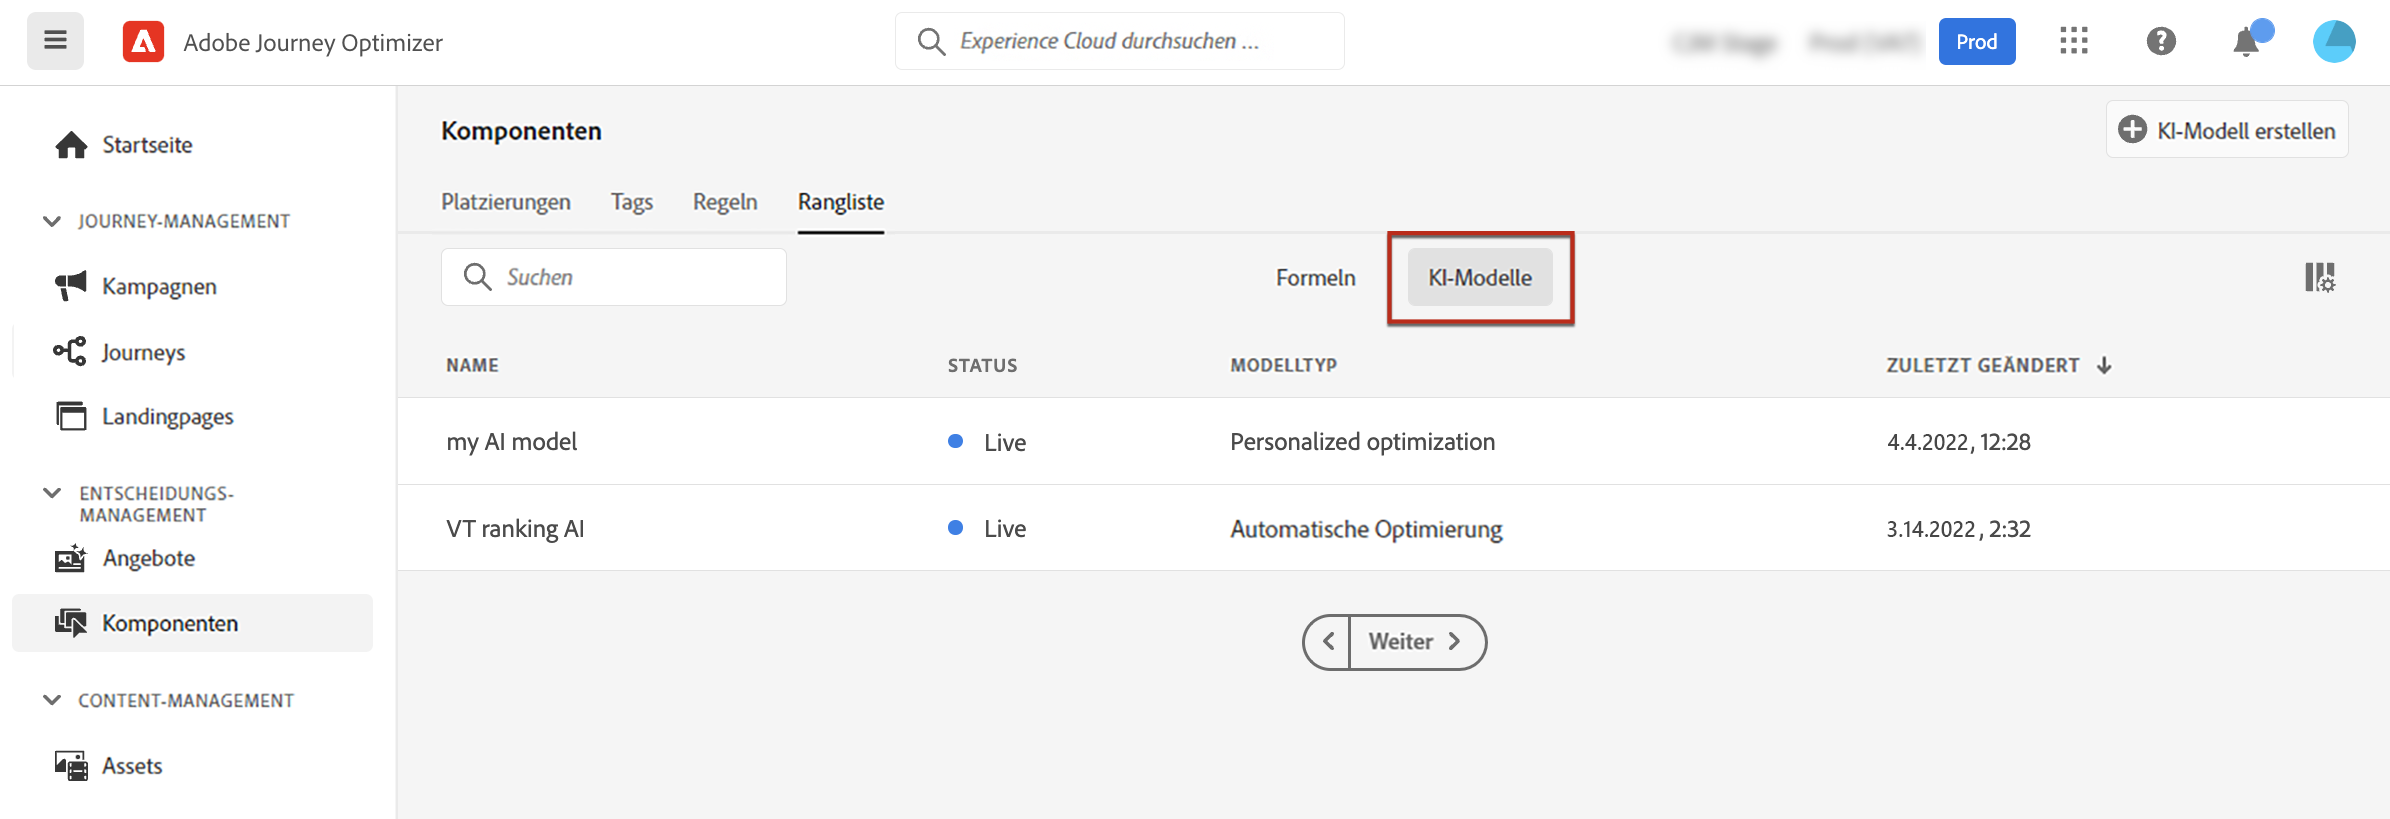 Adobe Journey Optimizer
Experience Cloud durchsuchen ...
Prod
Startseite
JOURNEY-MANAGEMENT
Kampagnen
Journeys
Landingpages
ENTSCHEIDUNGS-
MANAGEMENT
Angebote
Komponenten
CONTENT-MANAGEMENT
Assets
Komponenten
KI-Modell erstellen
Platzierungen Tags Regeln Rangliste
Suchen
Formeln KI-Modelle
NAME STATUS MODELLTYP ZULETZT GEÄNDERT
my AI model Live Personalized optimization 4.4.2022, 12:28
VT ranking AI Live Automatische Optimierung 3.14.2022, 2:32
Weiter